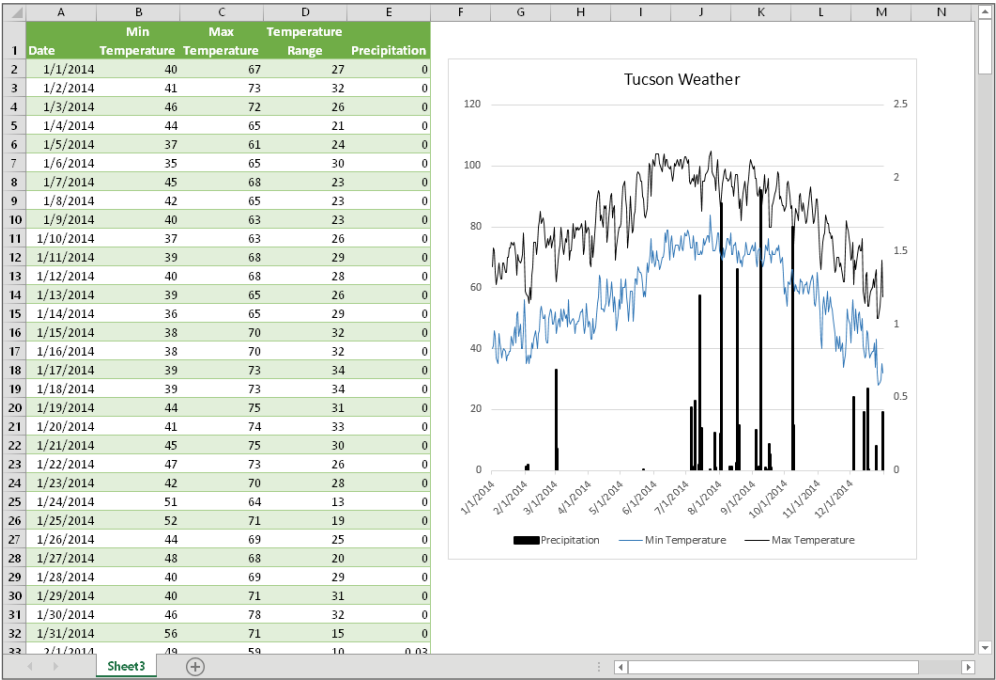 A B C D E F G H I J K L M N
Min Max Temperature
1 Date Temperature Temperature Range Precipitation
2 1/1/2014 40 67 27 0
3 1/2/2014 41 73 32 0
4 1/3/2014 46 72 26 0
5 1/4/2014 44 65 21 0
6 1/5/2014 37 61 24 0
7 1/6/2014 35 65 30 0
8 1/7/2014 45 68 23 0
9 1/8/2014 42 65 23 0
10 1/9/2014 40 63 23 0
11 1/10/2014 37 63 26 0
12 1/11/2014 39 68 29 0
13 1/12/2014 40 68 28 0
14 1/13/2014 39 65 26 0
15 1/14/2014 36 65 29 0
16 1/15/2014 38 70 32 0
17 1/16/2014 38 70 32 0
18 1/17/2014 39 73 34 0
19 1/18/2014 39 73 34 0
20 1/19/2014 44 75 31 0
21 1/20/2014 41 74 33 0
22 1/21/2014 45 75 30 0
23 1/22/2014 47 73 26 0
24 1/23/2014 42 70 28 0
25 1/24/2014 51 64 13 0
26 1/25/2014 52 71 19 0
27 1/26/2014 44 69 25 0
28 1/27/2014 48 68 20 0
29 1/28/2014 40 69 29 0
30 1/29/2014 40 71 31 0
31 1/30/2014 46 78 32 0
32 1/31/2014 56 71 15 0
33 2/1/2014 49 59 10 0.03
Tucson Weather
120 2.5
100
2
80
1.5
60
1
40
0.5
20
0 0
1/1/2014 2/1/2014 3/1/2014 4/1/2014 5/1/2014 6/1/2014 7/1/2014 8/1/2014 9/1/2014 10/1/2014 11/1/2014 12/1/2014
Precipitation Min Temperature Max Temperature
Sheet3